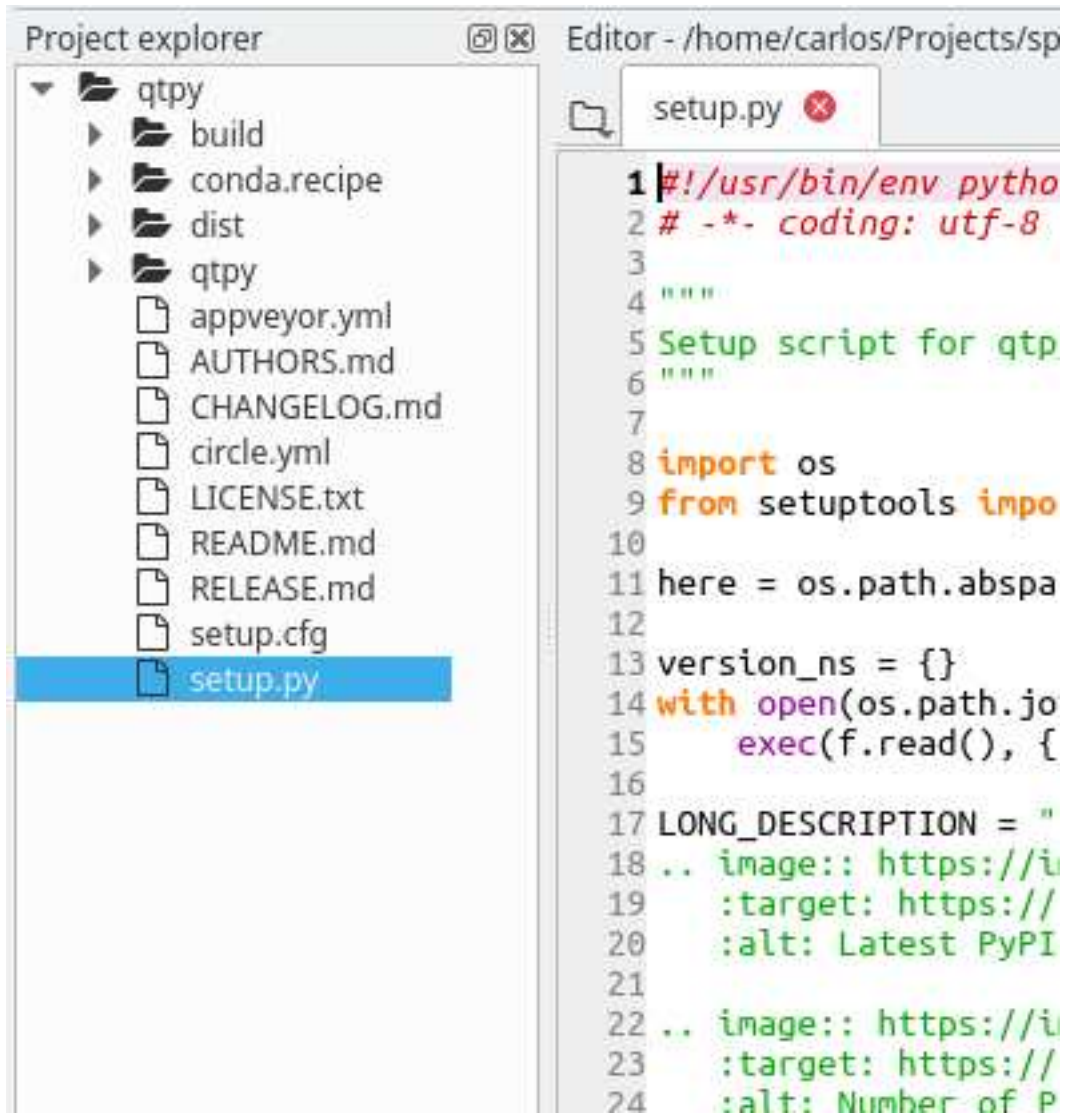 Project explorer
qtpy
build
conda.recipe
dist
qtpy
appveyor.yml
AUTHORS.md
CHANGELOG.md
circle.yml
LICENSE.txt
README.md
RELEASE.md
setup.cfg
setup.py
Editor - /home/carlos/Projects/sp
setup.py
1 #!/usr/bin/env pytho
2 # -*- coding: utf-8
3
4 """
5 Setup script for qtp
6 """
7
8 import os
9 from setuptools impo
10
11 here = os.path.abspa
12
13 version_ns = {}
14 with open(os.path.jo
15     exec(f.read(), {
16
17 LONG_DESCRIPTION = "
18 .. image:: https://i
19    :target: https://
20    :alt: Latest PyPI
21
22 .. image:: https://i
23    :target: https://
24    :alt: Number of P